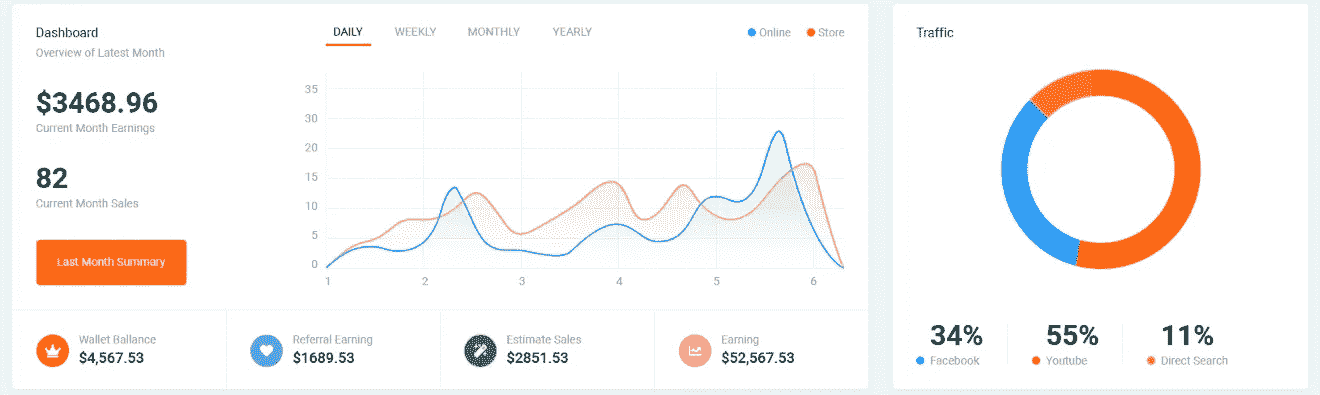 Dashboard
Overview of Latest Month
$3468.96
Current Month Earnings
82
Current Month Sales
Last Month Summary
DAILY WEEKLY MONTHLY YEARLY
Online Store
35
30
20
15
10
5
0
1 2 3 4 5 6
Wallet Ballance
$4,567.53
Referral Earning
$1689.53
Estimate Sales
$2851.53
Earning
$52,567.53
Traffic
34% 55% 11%
Facebook Youtube Direct Search